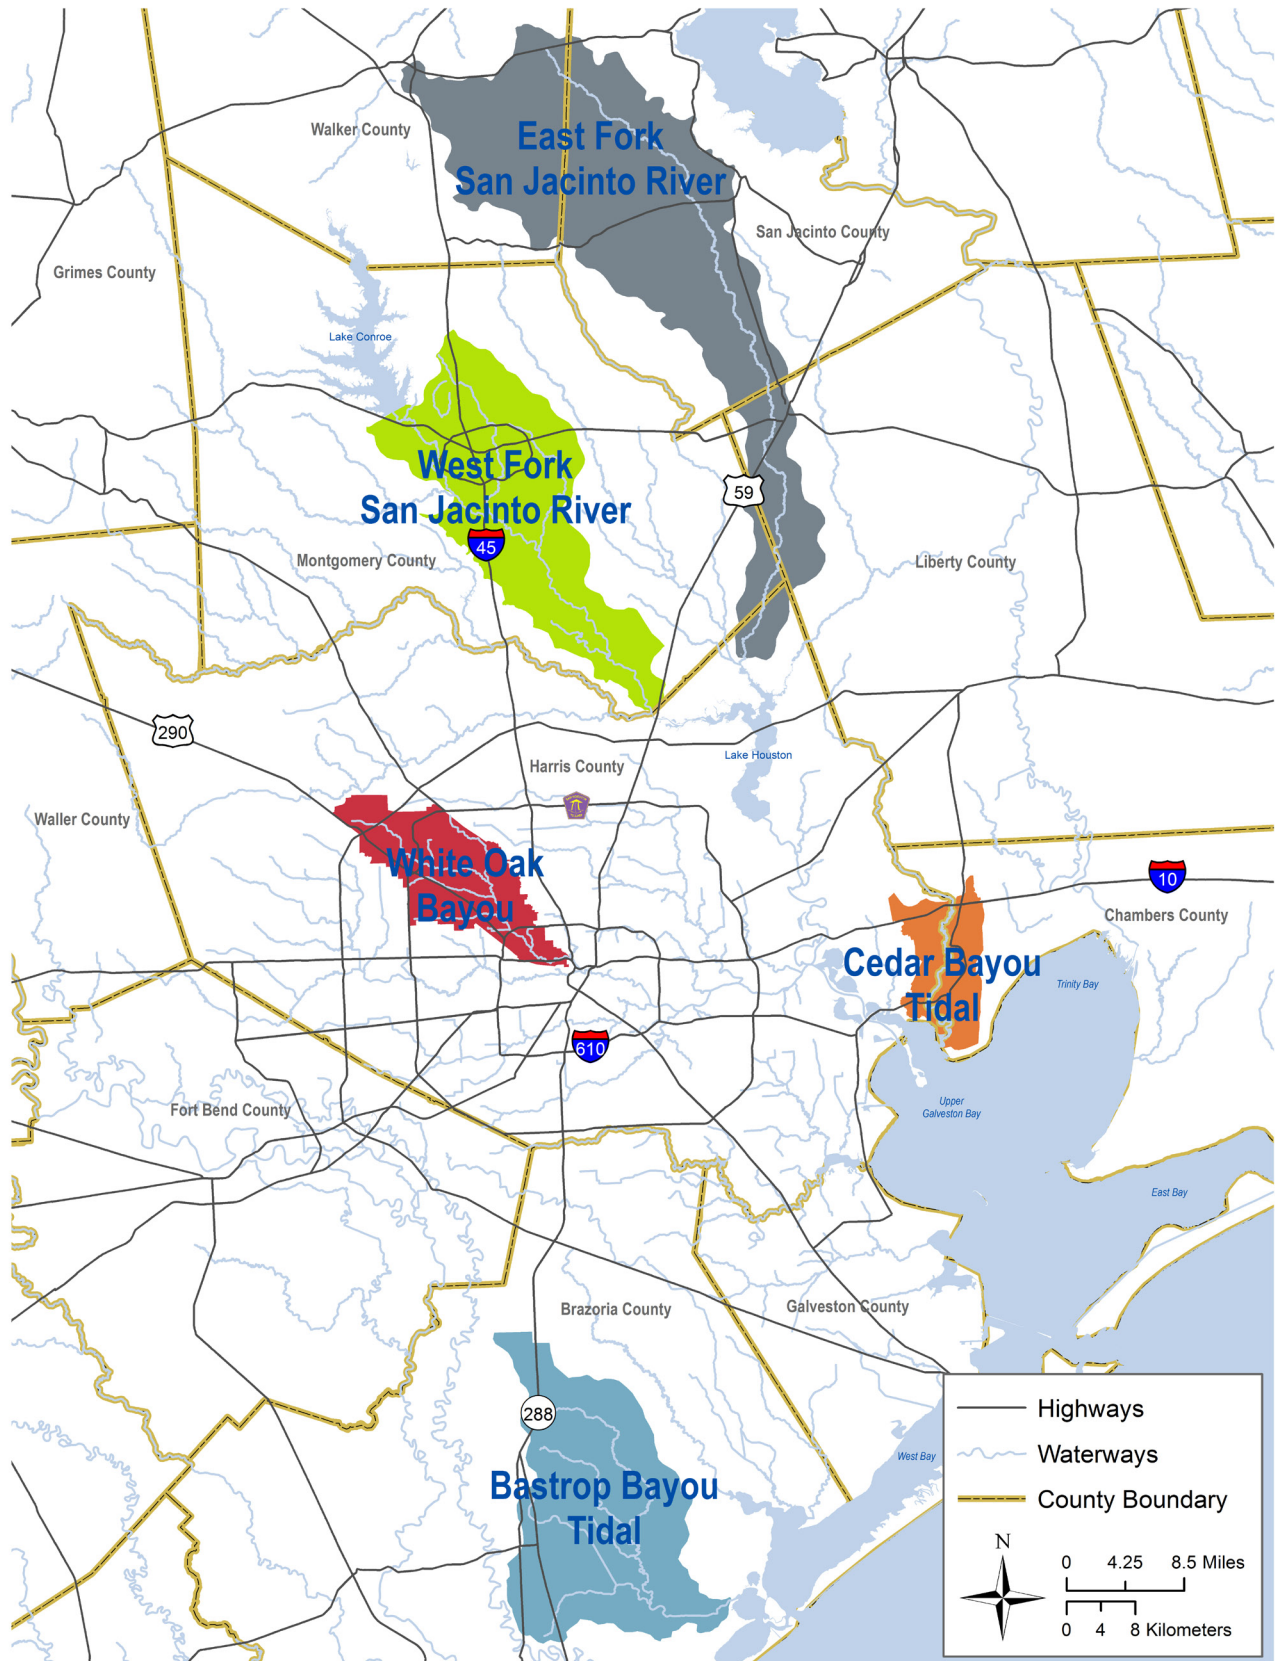 Walker County
East Fork
San Jacinto River
San Jacinto County
Grimes County
Lake Conroe
West Fork
San Jacinto River
59
45
Montgomery County
Liberty County
290
Lake Houston
Harris County
Waller County
White Oak
Bayou
10
Chambers County
Cedar Bayou
Tidal
Trinity Bay
610
Upper
Galveston Bay
Fort Bend County
East Bay
Brazoria County
Galveston County
288
West Bay
Bastrop Bayou
Tidal
Highways
Waterways
County Boundary
N
0 4.25 8.5 Miles
0 4 8 Kilometers